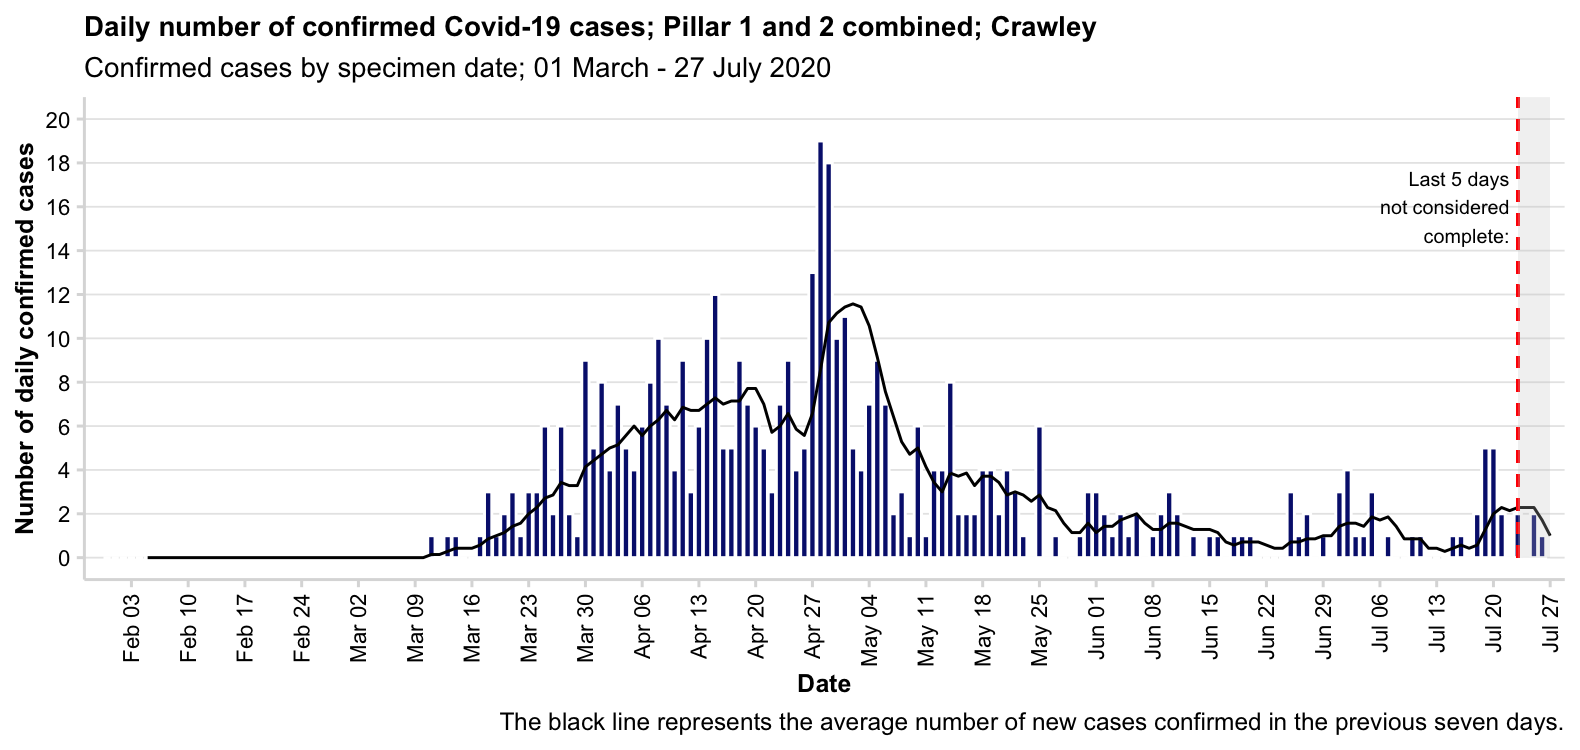 Daily number of confirmed Covid-19 cases; Pillar 1 and 2 combined; Crawley
Confirmed cases by specimen date; 01 March - 27 July 2020
Number of daily confirmed cases
20
18
16
14
12
10
8
6
4
2
0
Last 5 days
not considered
complete:
Feb 03
Feb 10
Feb 17
Feb 24
Mar 02
Mar 09
Mar 16
Mar 23
Mar 30
Apr 06
Apr 13
Apr 20
Apr 27
May 04
May 11
May 18
May 25
Jun 01
Jun 08
Jun 15
Jun 22
Jun 29
Jul 06
Jul 13
Jul 20
Jul 27
Date
The black line represents the average number of new cases confirmed in the previous seven days.